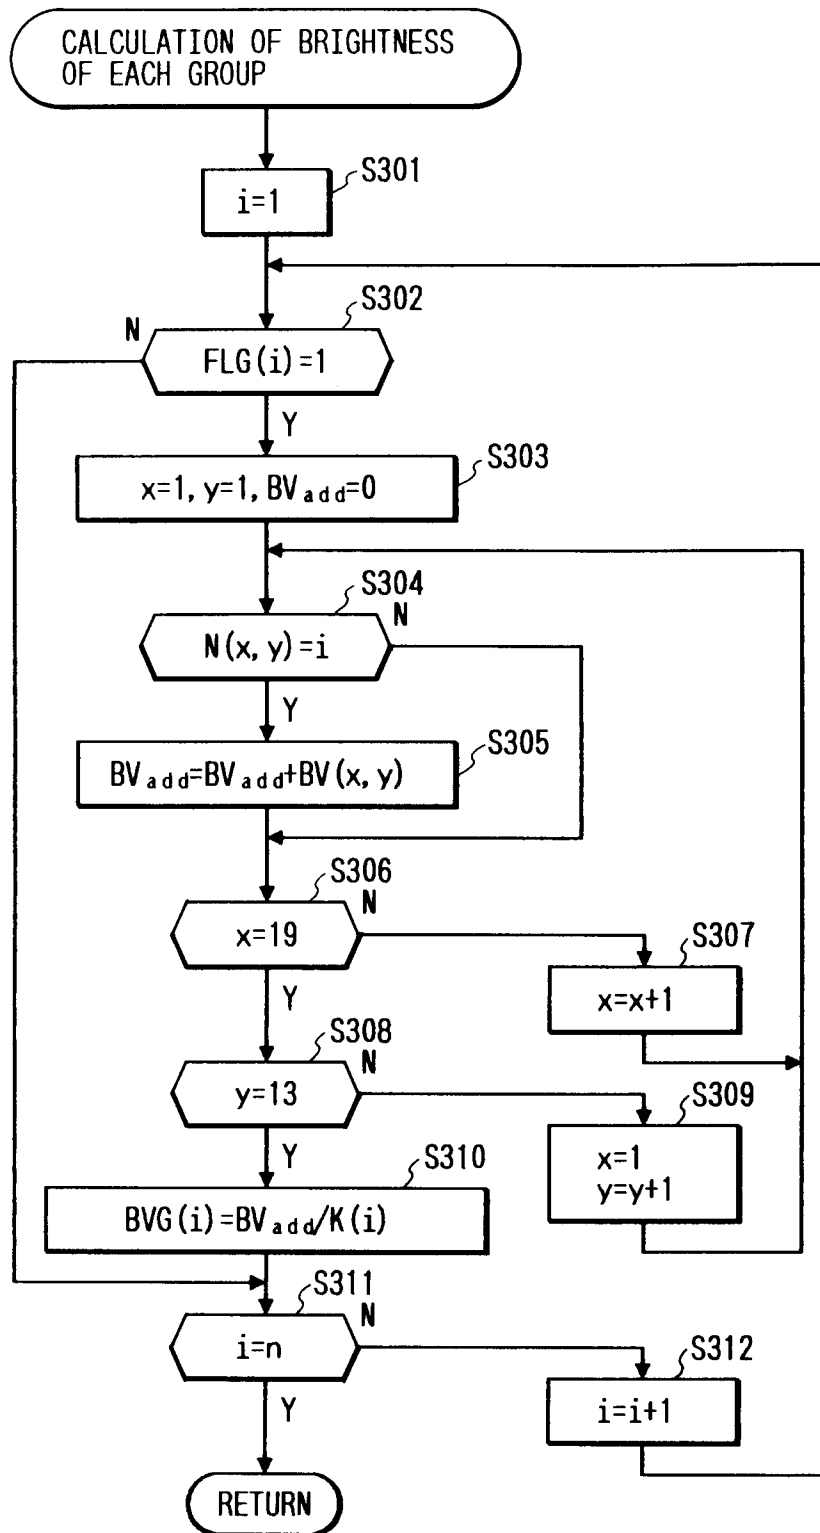 CALCULATION OF BRIGHTNESS
OF EACH GROUP
S301
i=1
S302
N
FLG(i)=1
Y
S303
x=1, y=1, BVadd=0
S304
N
N(x, y)=i
Y
S305
BVadd=BVadd+BV(x, y)
S306
N
x=19
S307
Y
x=x+1
S308
N
y=13
S309
Y
x=1
y=y+1
S310
BVG(i)=BVadd/K(i)
S311
N
i=n
S312
Y
i=i+1
RETURN